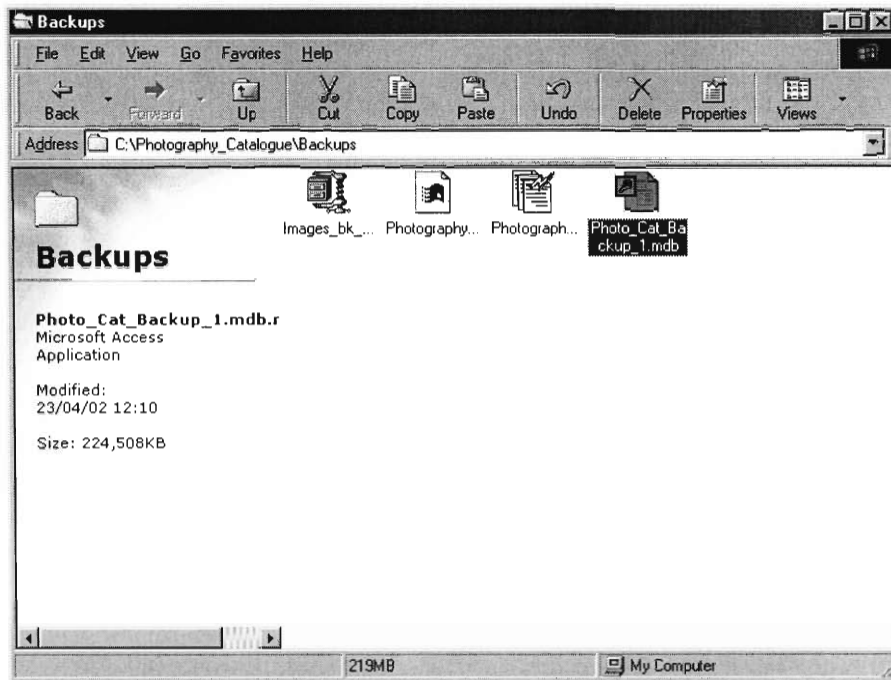 Backups
File Edit View Go Favorites Help
Back Forward Up Cut Copy Paste Undo Delete Properties Views
Address C:\Photography_Catalogue\Backups
Images_bk_... Photography... Photograph... Photo_Cat_Ba
ckup_1.mdb
Backups
Photo_Cat_Backup_1.mdb.r
Microsoft Access
Application
Modified:
23/04/02 12:10
Size: 224,508KB
219MB My Computer